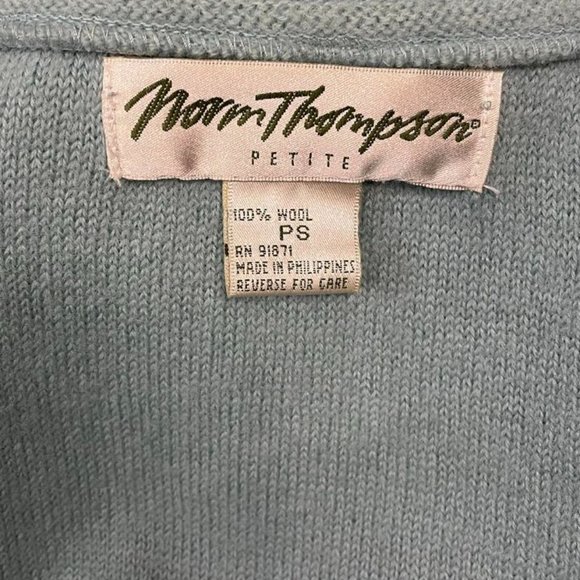 Norm Thompson®
PETITE
100% WOOL
PS
RN 91871
MADE IN PHILIPPINES
REVERSE FOR CARE